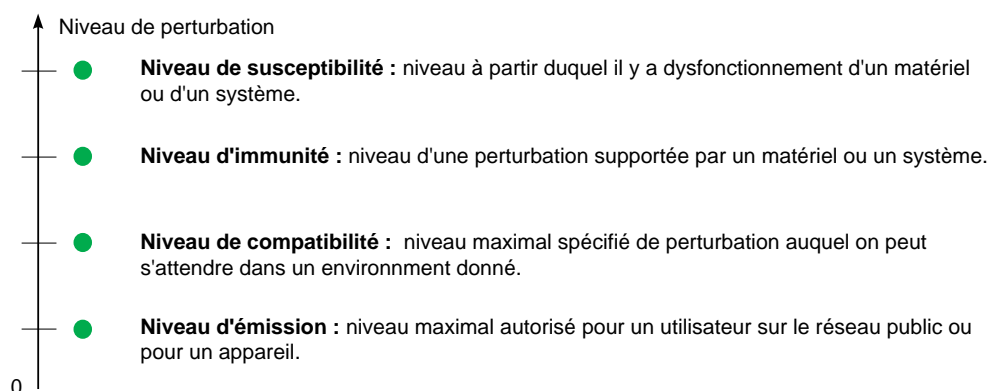 Niveau de perturbation
Niveau de susceptibilité : niveau à partir duquel il y a dysfonctionnement d'un matériel
ou d'un système.
Niveau d'immunité : niveau d'une perturbation supportée par un matériel ou un système.
Niveau de compatibilité : niveau maximal spécifié de perturbation auquel on peut
s'attendre dans un environnment donné.
Niveau d'émission : niveau maximal autorisé pour un utilisateur sur le réseau public ou
pour un appareil.
0